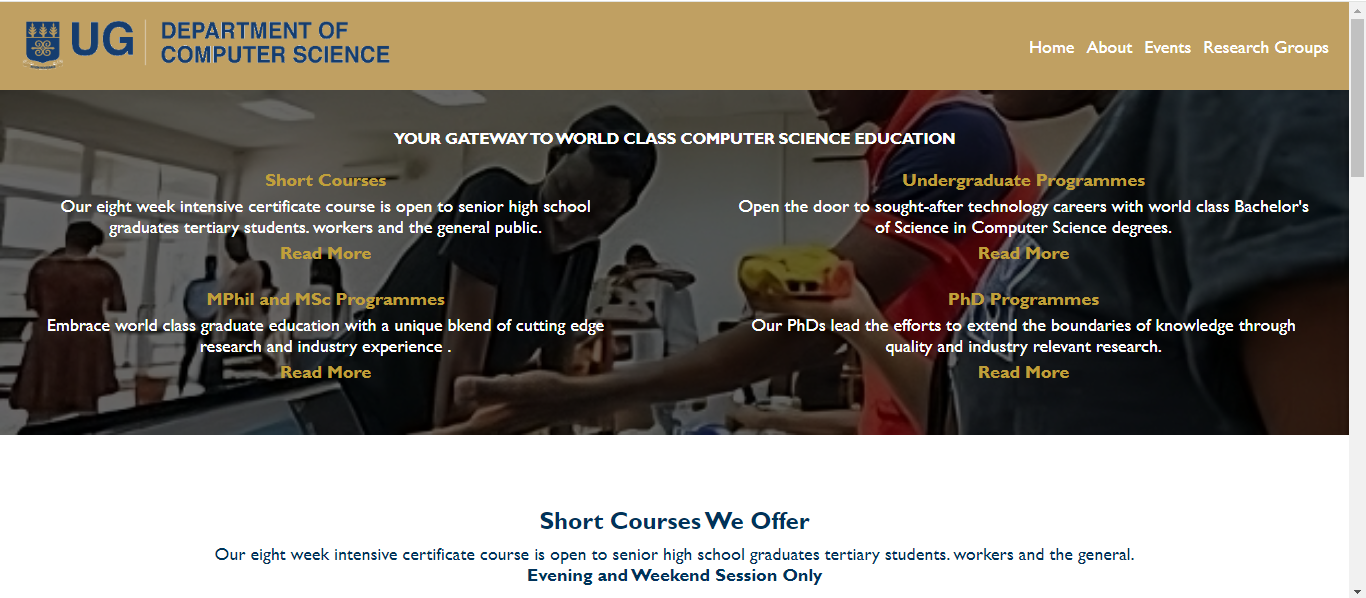 UG
DEPARTMENT OF
COMPUTER SCIENCE
Home About Events Research Groups
YOUR GATEWAY TO WORLD CLASS COMPUTER SCIENCE EDUCATION
Short Courses
Our eight week intensive certificate course is open to senior high school
graduates tertiary students. workers and the general public.
Read More
Undergraduate Programmes
Open the door to sought-after technology careers with world class Bachelor's
of Science in Computer Science degrees.
Read More
MPhil and MSc Programmes
Embrace world class graduate education with a unique bkend of cutting edge
research and industry experience .
Read More
PhD Programmes
Our PhDs lead the efforts to extend the boundaries of knowledge through
quality and industry relevant research.
Read More
Short Courses We Offer
Our eight week intensive certificate course is open to senior high school graduates tertiary students. workers and the general.
Evening and Weekend Session Only